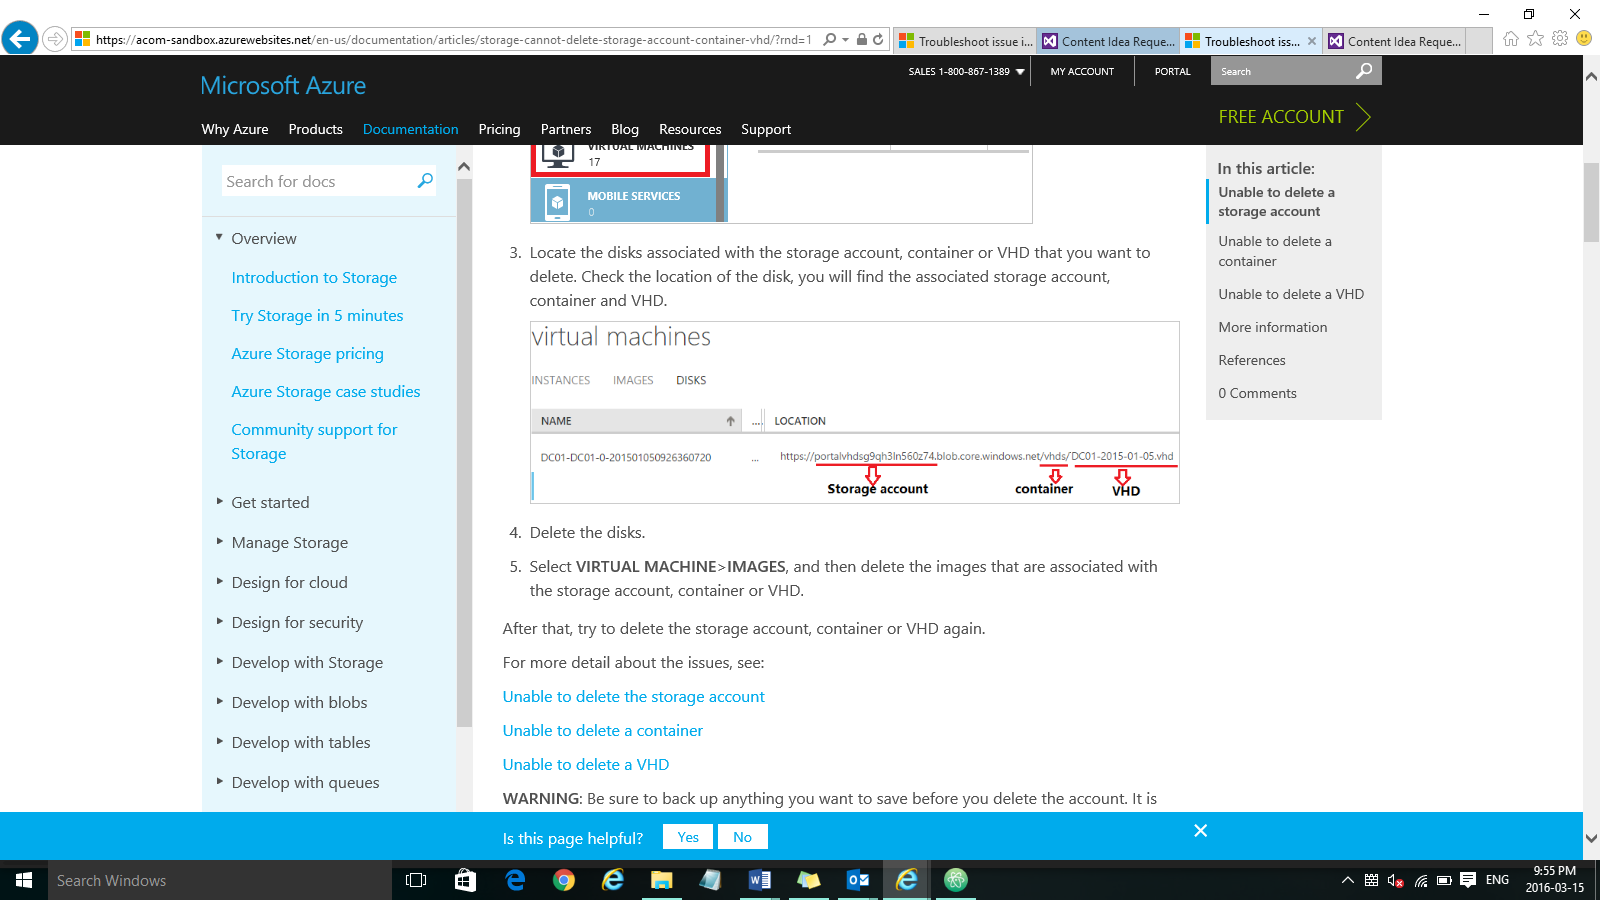 https://acom-sandbox.azurewebsites.net/en-us/documentation/articles/storage-cannot-delete-storage-account-container-vhd/?rnd=1
Troubleshoot issue i...
Content Idea Reque...
Troubleshoot iss...
Content Idea Reque...
Microsoft Azure
SALES 1-800-867-1389
MY ACCOUNT
PORTAL
Search
FREE ACCOUNT
Why Azure
Products
Documentation
Pricing
Partners
Blog
Resources
Support
Search for docs
Overview
Introduction to Storage
Try Storage in 5 minutes
Azure Storage pricing
Azure Storage case studies
Community support for
Storage
Get started
Manage Storage
Design for cloud
Design for security
Develop with Storage
Develop with blobs
Develop with tables
Develop with queues
VIRTUAL MACHINES
17
MOBILE SERVICES
0
3. Locate the disks associated with the storage account, container or VHD that you want to
delete. Check the location of the disk, you will find the associated storage account,
container and VHD.
virtual machines
INSTANCES IMAGES DISKS
NAME ... LOCATION
DC01-DC01-0-201501050926360720 ... https://portalvhdsg9qh3ln560z74.blob.core.windows.net/vhds/DC01-2015-01-05.vhd
Storage account container VHD
4. Delete the disks.
5. Select VIRTUAL MACHINE>IMAGES, and then delete the images that are associated with
the storage account, container or VHD.
After that, try to delete the storage account, container or VHD again.
For more detail about the issues, see:
Unable to delete the storage account
Unable to delete a container
Unable to delete a VHD
WARNING: Be sure to back up anything you want to save before you delete the account. It is
In this article:
Unable to delete a
storage account
Unable to delete a
container
Unable to delete a VHD
More information
References
0 Comments
Is this page helpful?
Yes
No
Search Windows
ENG
9:55 PM
2016-03-15